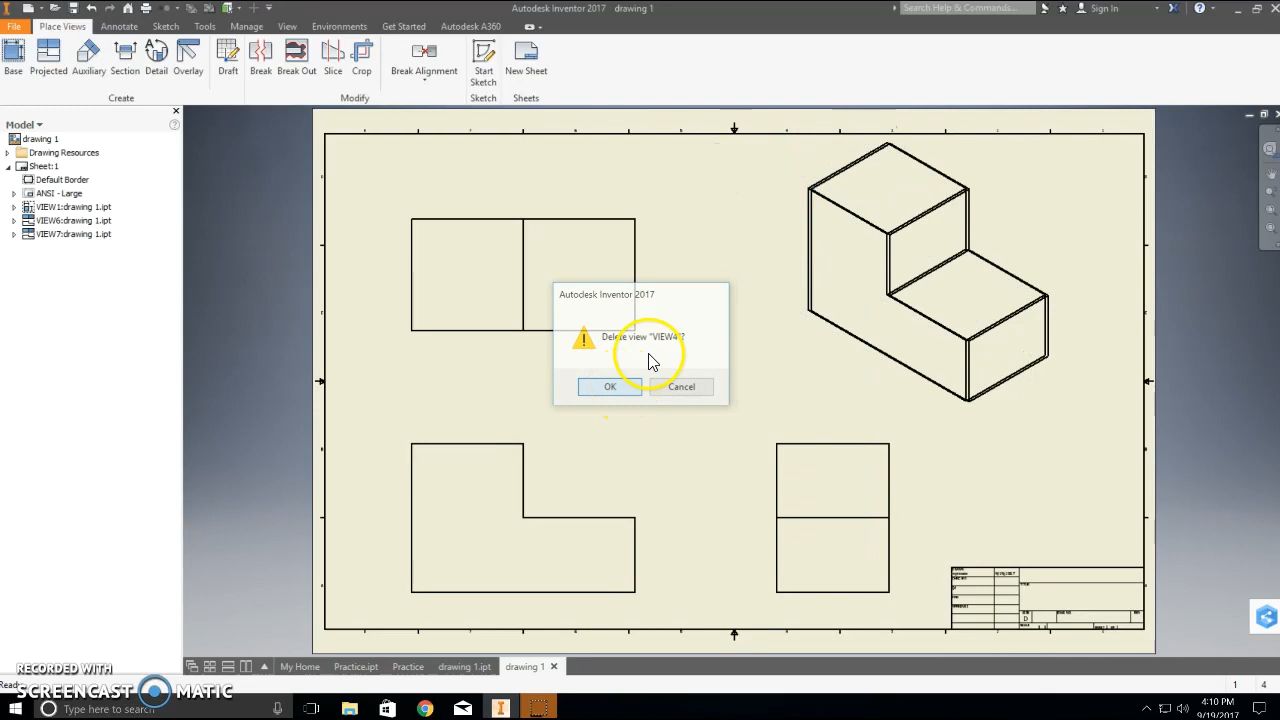 Autodesk Inventor 2017 drawing 1
Search Help & Commands...
Sign In
File Place Views Annotate Sketch Tools Manage View Environments Get Started Autodesk A360
Base Projected Auxiliary Section Detail Overlay Draft Break Break Out Slice Crop Break Alignment Start Sketch New Sheet
Create Modify Sketch Sheets
Model
drawing 1
Drawing Resources
Sheet:1
Default Border
ANSI - Large
VIEW1:drawing 1.ipt
VIEW6:drawing 1.ipt
VIEW7:drawing 1.ipt
Autodesk Inventor 2017
Delete view "VIEW4"?
OK Cancel
D
My Home Practice.ipt Practice drawing 1.ipt drawing 1
RECORDED WITH
SCREENCAST MATIC
1 4
Type here to search
4:10 PM
9/19/2017